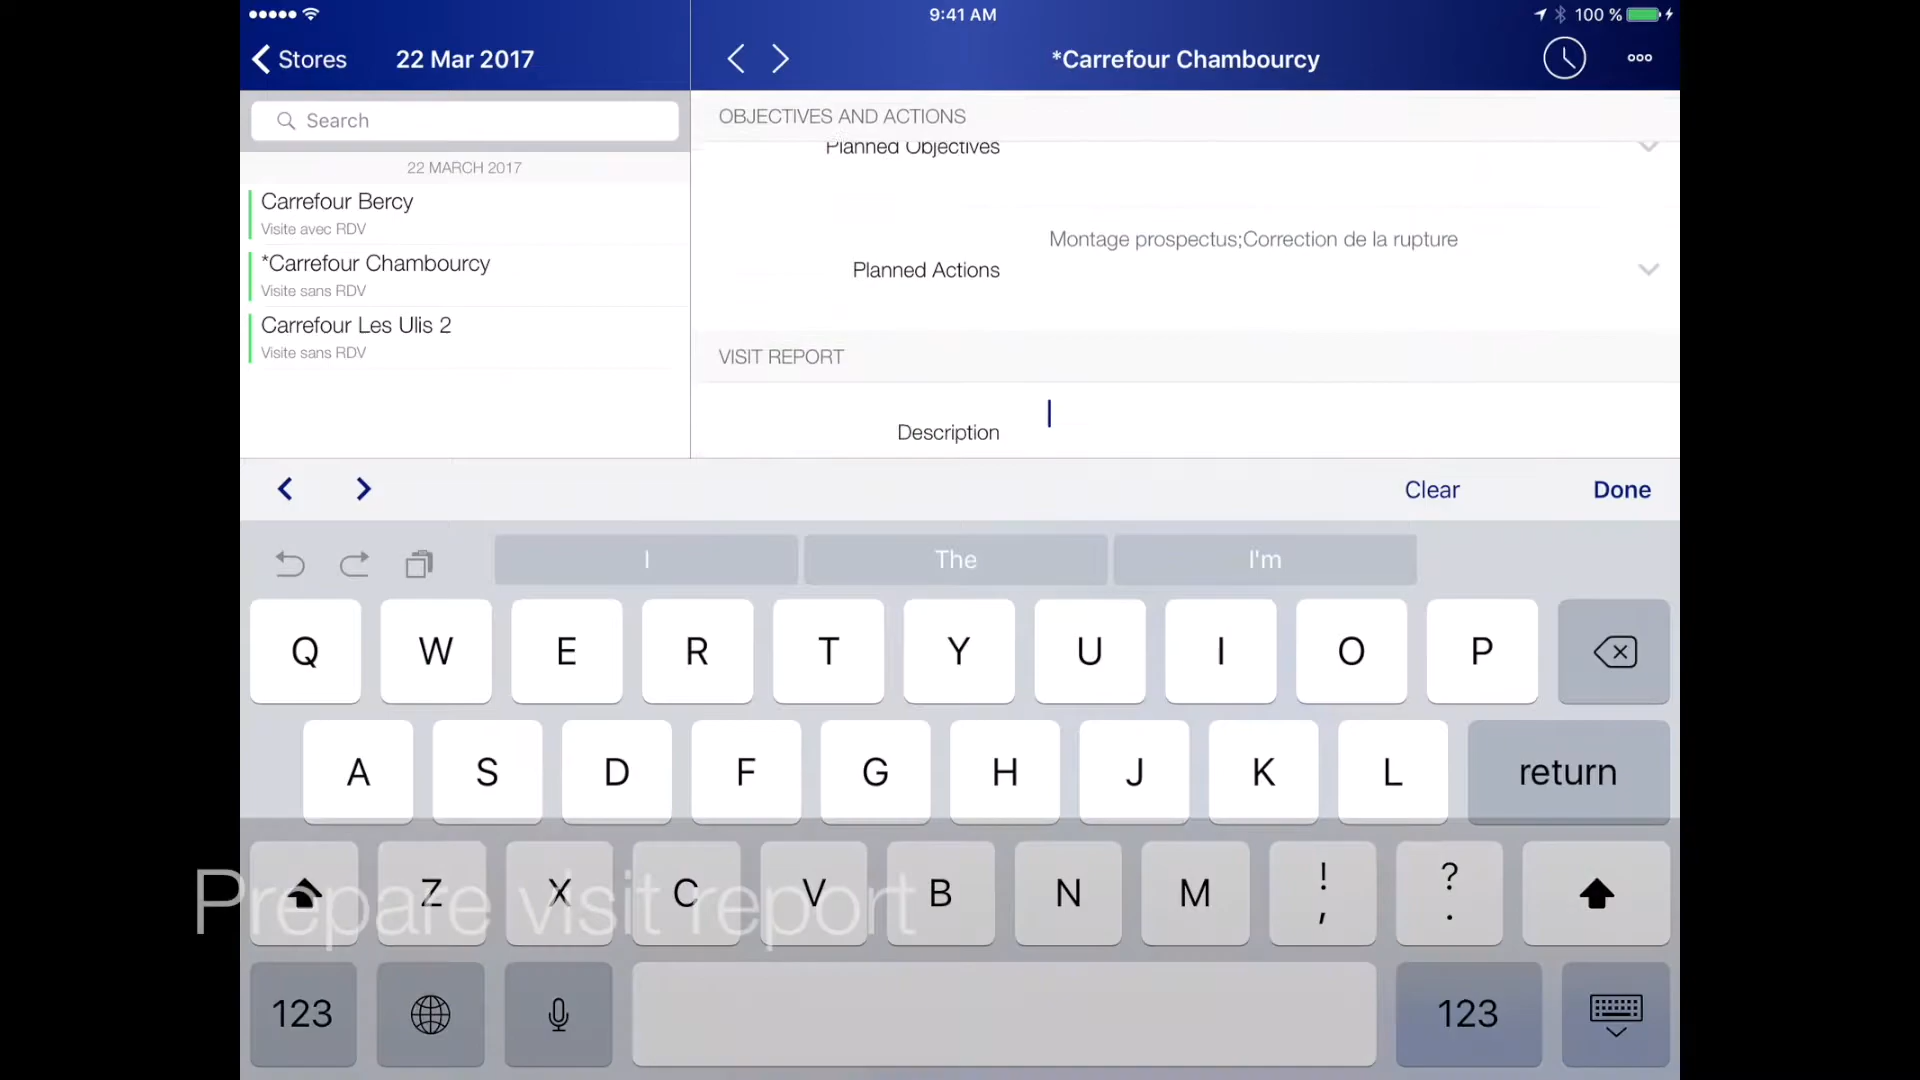 9:41 AM
100 %
Stores
22 Mar 2017
*Carrefour Chambourcy
Search
22 MARCH 2017
Carrefour Bercy
Visite avec RDV
*Carrefour Chambourcy
Visite sans RDV
Carrefour Les Ulis 2
Visite sans RDV
OBJECTIVES AND ACTIONS
Planned Objectives
Montage prospectus;Correction de la rupture
Planned Actions
VISIT REPORT
Description
Clear
Done
I
The
I'm
Q W E R T Y U I O P
A S D F G H J K L return
Z X C V B N M ! , ? .
Prepare visit report
123
123